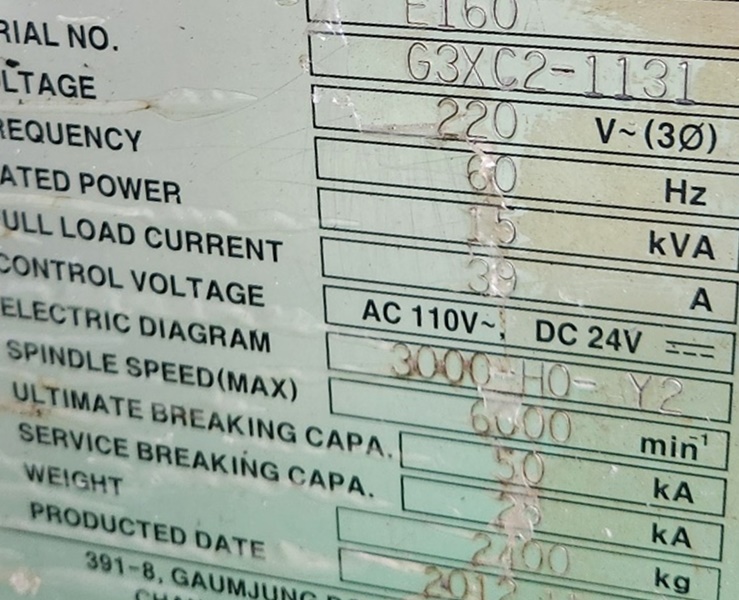 E160
RIAL NO. G3XC2-1131
LTAGE 220 V~(3Ø)
REQUENCY 60 Hz
ATED POWER 15 kVA
ULL LOAD CURRENT 39 A
CONTROL VOLTAGE AC 110V~, DC 24V
ELECTRIC DIAGRAM 3000-H0- Y2
SPINDLE SPEED(MAX) 6000 min⁻¹
ULTIMATE BREAKING CAPA. 50 kA
SERVICE BREAKING CAPA. kA
WEIGHT 2400 kg
PRODUCTED DATE 2012
391-8, GAUMJUNG